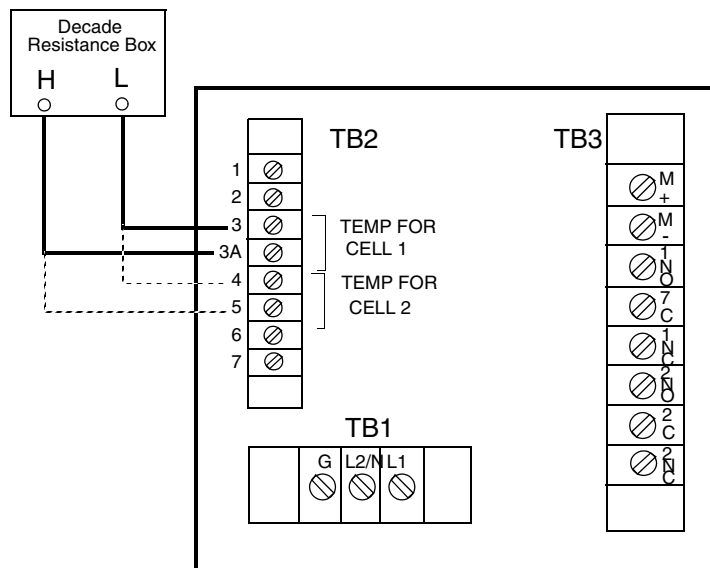 Decade
Resistance Box
H L
TB2
1
2
3
3A
4
5
6
7
TEMP FOR
CELL 1
TEMP FOR
CELL 2
TB3
M
+
M
-
1
N
O
7
C
1
N
C
2
N
O
2
C
2
N
C
TB1
G L2/N L1